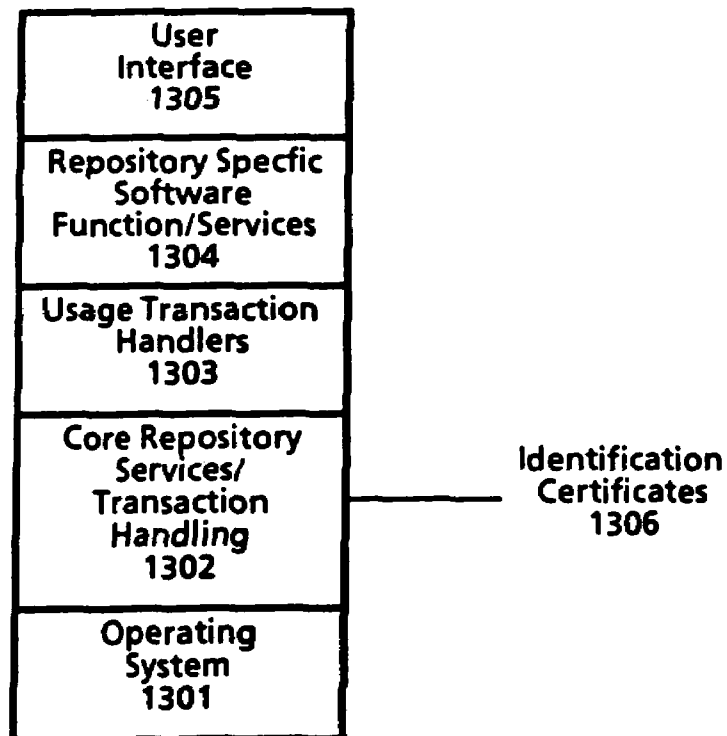 User
Interface
1305
Repository Specfic
Software
Function/Services
1304
Usage Transaction
Handlers
1303
Core Repository
Services/
Transaction
Handling
1302
Identification
Certificates
1306
Operating
System
1301